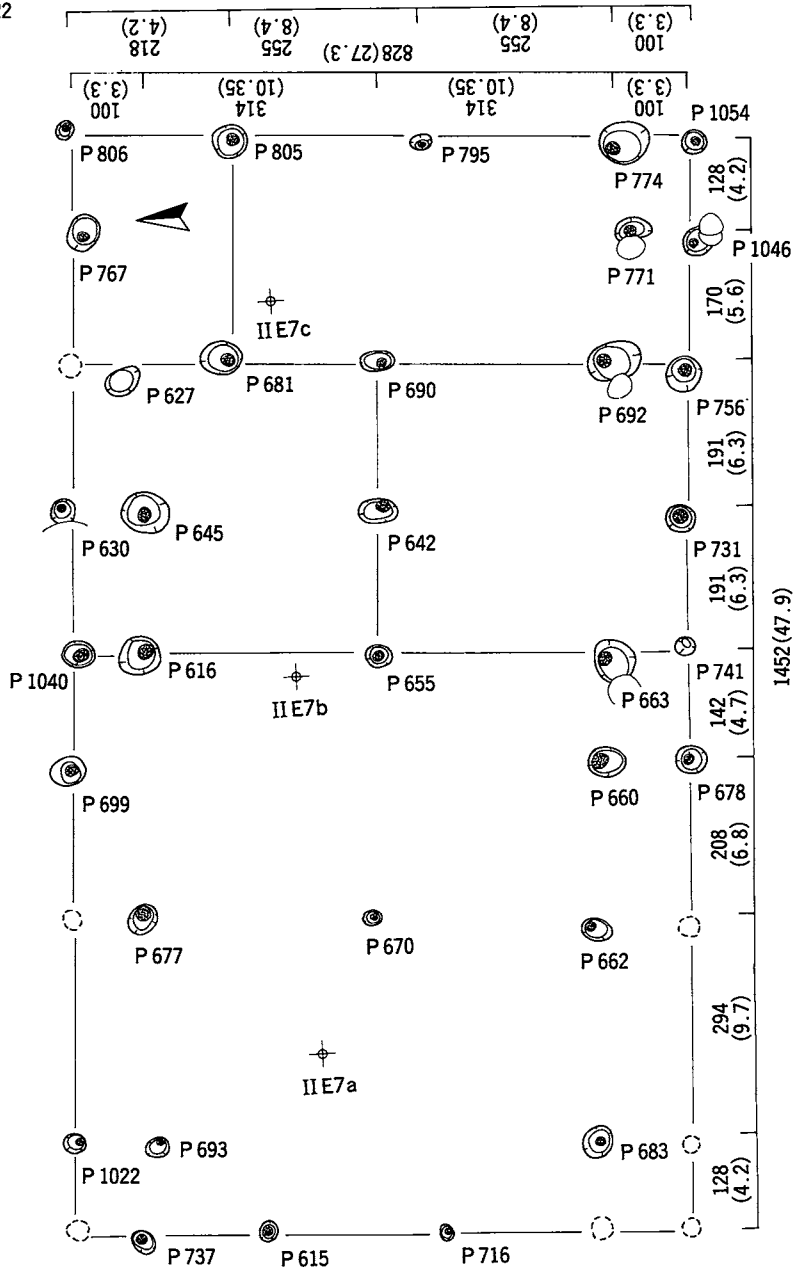 22
218
(4.2)
255
(8.4)
828(27.3)
255
(8.4)
100
(3.3)
100
(3.3)
314
(10.35)
314
(10.35)
100
(3.3)
P 1054
P 806
P 805
P 795
P 774
128
(4.2)
P 767
P 771
P 1046
II E7c
170
(5.6)
P 627
P 681
P 690
P 692
P 756
191
(6.3)
P 630
P 645
P 642
P 731
191
(6.3)
1452(47.9)
P 1040
P 616
P 655
P 741
II E7b
P 663
142
(4.7)
P 699
P 660
P 678
208
(6.8)
P 677
P 670
P 662
294
(9.7)
II E7a
P 1022
P 693
P 683
128
(4.2)
P 737
P 615
P 716